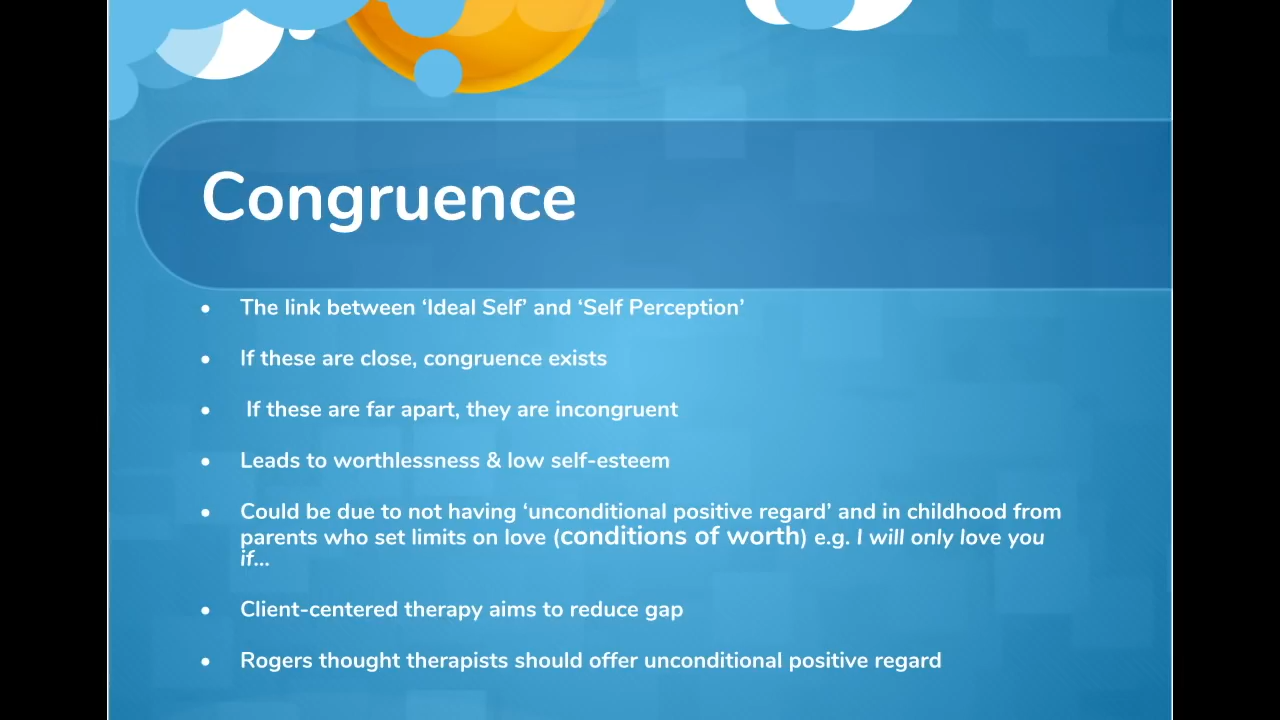 Congruence
• The link between ‘Ideal Self’ and ‘Self Perception’
• If these are close, congruence exists
• If these are far apart, they are incongruent
• Leads to worthlessness & low self-esteem
• Could be due to not having ‘unconditional positive regard’ and in childhood from
parents who set limits on love (conditions of worth) e.g. I will only love you
if...
• Client-centered therapy aims to reduce gap
• Rogers thought therapists should offer unconditional positive regard